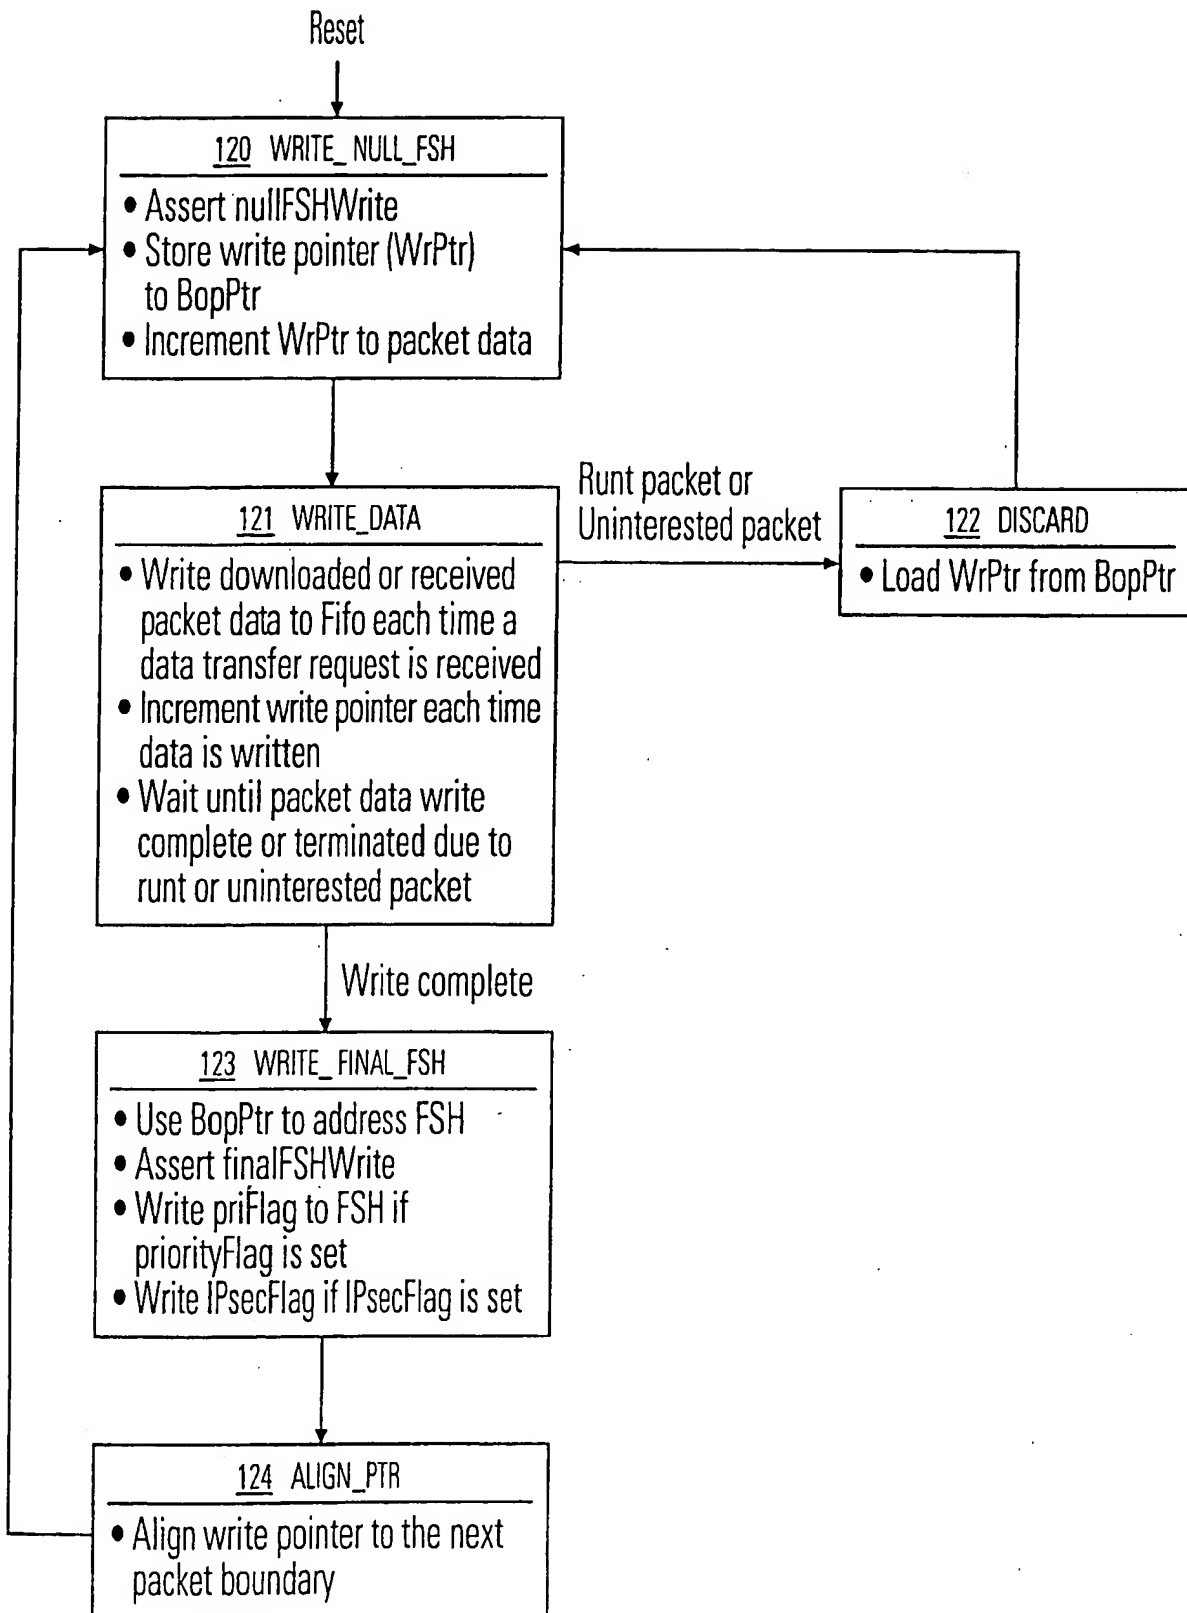 Reset
120 WRITE_NULL_FSH
• Assert nullFSHWrite
• Store write pointer (WrPtr)
to BopPtr
• Increment WrPtr to packet data
Runt packet or
Uninterested packet
121 WRITE_DATA
• Write downloaded or received
packet data to Fifo each time a
data transfer request is received
• Increment write pointer each time
data is written
• Wait until packet data write
complete or terminated due to
runt or uninterested packet
122 DISCARD
• Load WrPtr from BopPtr
Write complete
123 WRITE_FINAL_FSH
• Use BopPtr to address FSH
• Assert finalFSHWrite
• Write priFlag to FSH if
priorityFlag is set
• Write IPsecFlag if IPsecFlag is set
124 ALIGN_PTR
• Align write pointer to the next
packet boundary